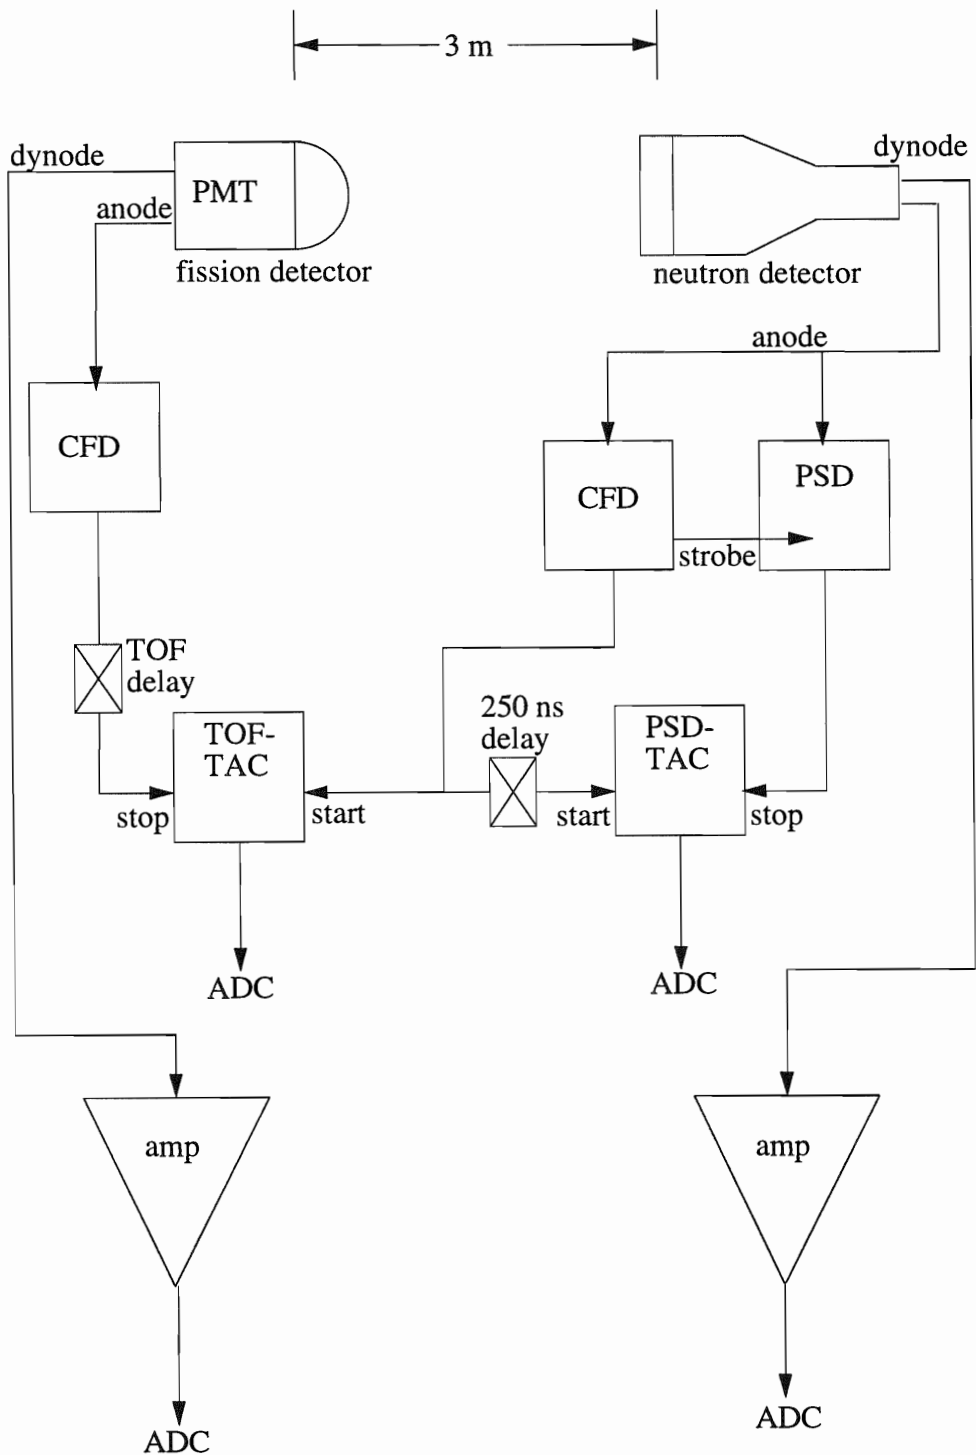 3 m
dynode
PMT
anode
fission detector
dynode
neutron detector
anode
CFD
CFD
PSD
strobe
TOF
delay
250 ns
delay
TOF-
TAC
PSD-
TAC
stop
start
start
stop
ADC
ADC
amp
amp
ADC
ADC